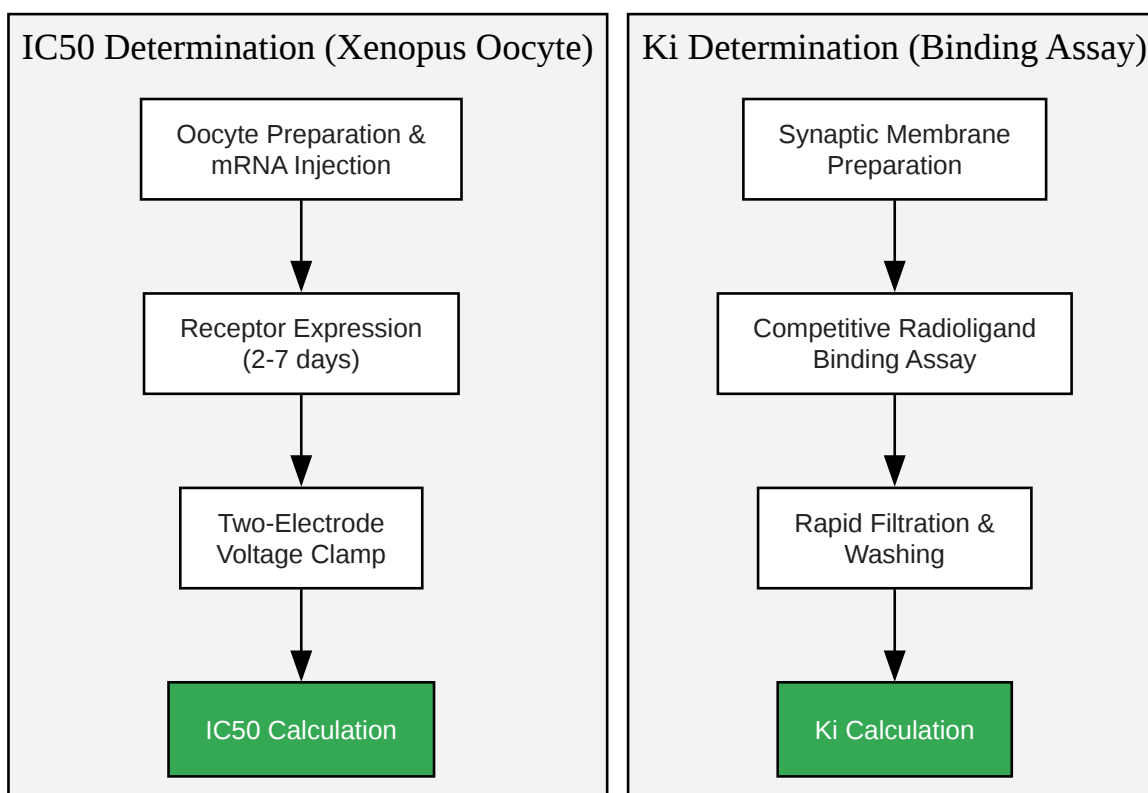 IC50 Determination (Xenopus Oocyte)
Oocyte Preparation &
mRNA Injection
Receptor Expression
(2-7 days)
Two-Electrode
Voltage Clamp
IC50 Calculation
Ki Determination (Binding Assay)
Synaptic Membrane
Preparation
Competitive Radioligand
Binding Assay
Rapid Filtration &
Washing
Ki Calculation